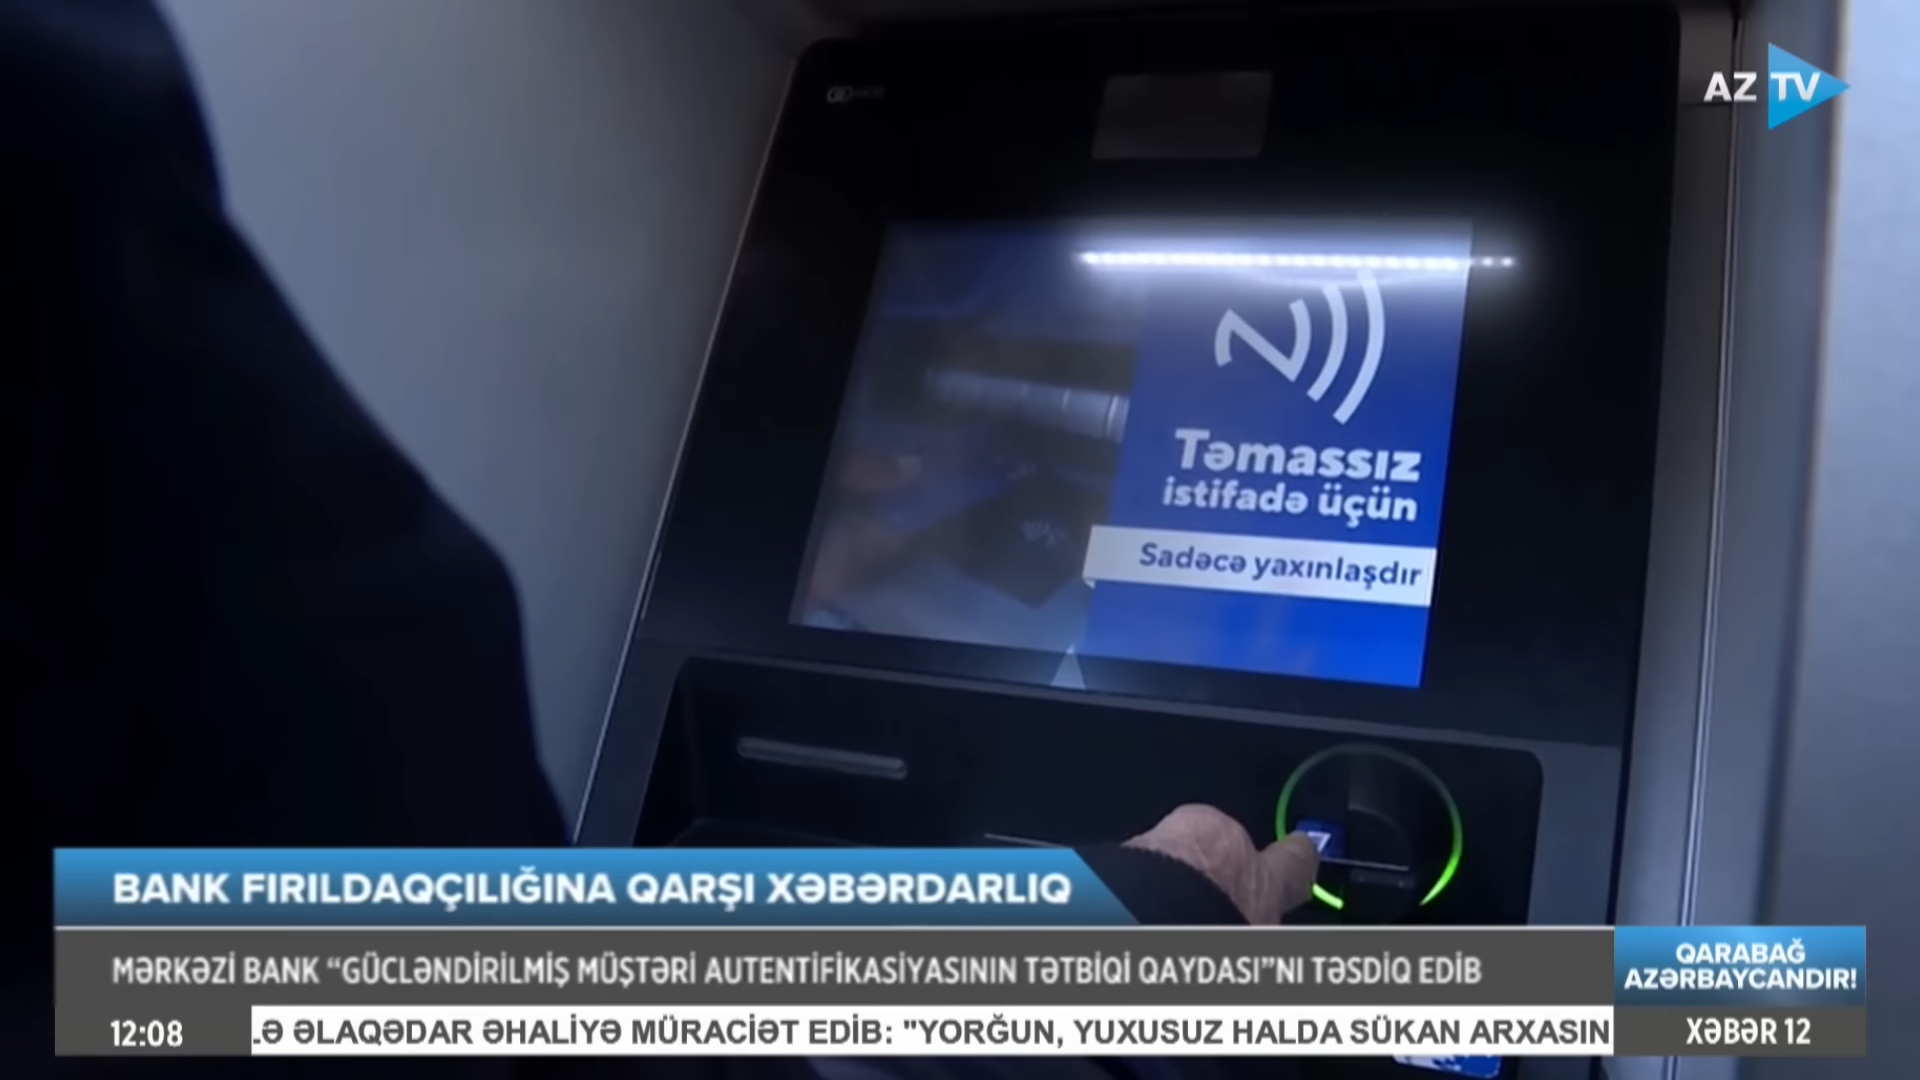 AZ TV
Təmassız
istifadə üçün
Sadəcə yaxınlaşdır
BANK FIRILDAQÇILIĞINA QARŞI XƏBƏRDARLIQ
MƏRKƏZİ BANK “GÜCLƏNDİRİLMİŞ MÜŞTƏRİ AUTENTİFİKASİYASININ TƏTBİQİ QAYDASI”NI TƏSDİQ EDİB
QARABAĞ
AZƏRBAYCANDIR!
12:08
LƏ ƏLAQƏDAR ƏHALİYƏ MÜRACİƏT EDİB: "YORĞUN, YUXUSUZ HALDA SÜKAN ARXASIN
XƏBƏR 12